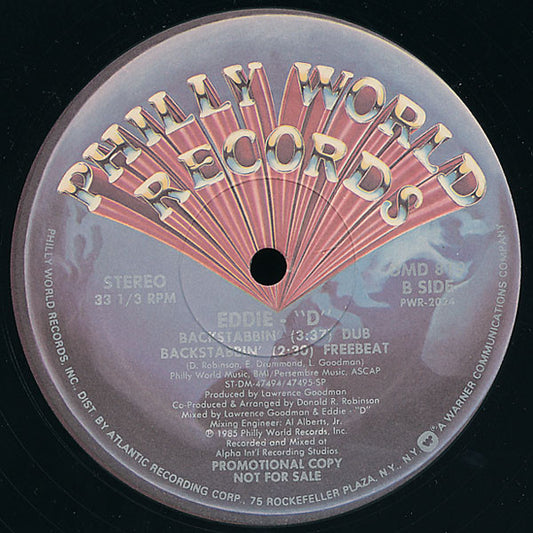 PHILLY WORLD
RECORDS
STEREO
33 1/3 RPM
B SIDE
PWR-2024
EDDIE - "D"
BACKSTABBIN' (3:37) DUB
BACKSTABBIN' (2:30) FREEBEAT
(D. Robinson, E. Drummond, L. Goodman)
Philly World Music, BMI/Persembre Music, ASCAP
ST-DM-47494/47495-SP
Produced by Lawrence Goodman
Co-Produced & Arranged by Donald R. Robinson
Mixed by Lawrence Goodman & Eddie - "D"
Mixing Engineer: Al Alberts, Jr.
℗ 1985 Philly World Records, Inc.
Recorded and Mixed at
Alpha Int'l Recording Studios
PROMOTIONAL COPY
NOT FOR SALE
PHILLY WORLD RECORDS, INC. DIST. BY ATLANTIC RECORDING CORP. 75 ROCKEFELLER PLAZA, N.Y., N.Y. A WARNER COMMUNICATIONS COMPANY